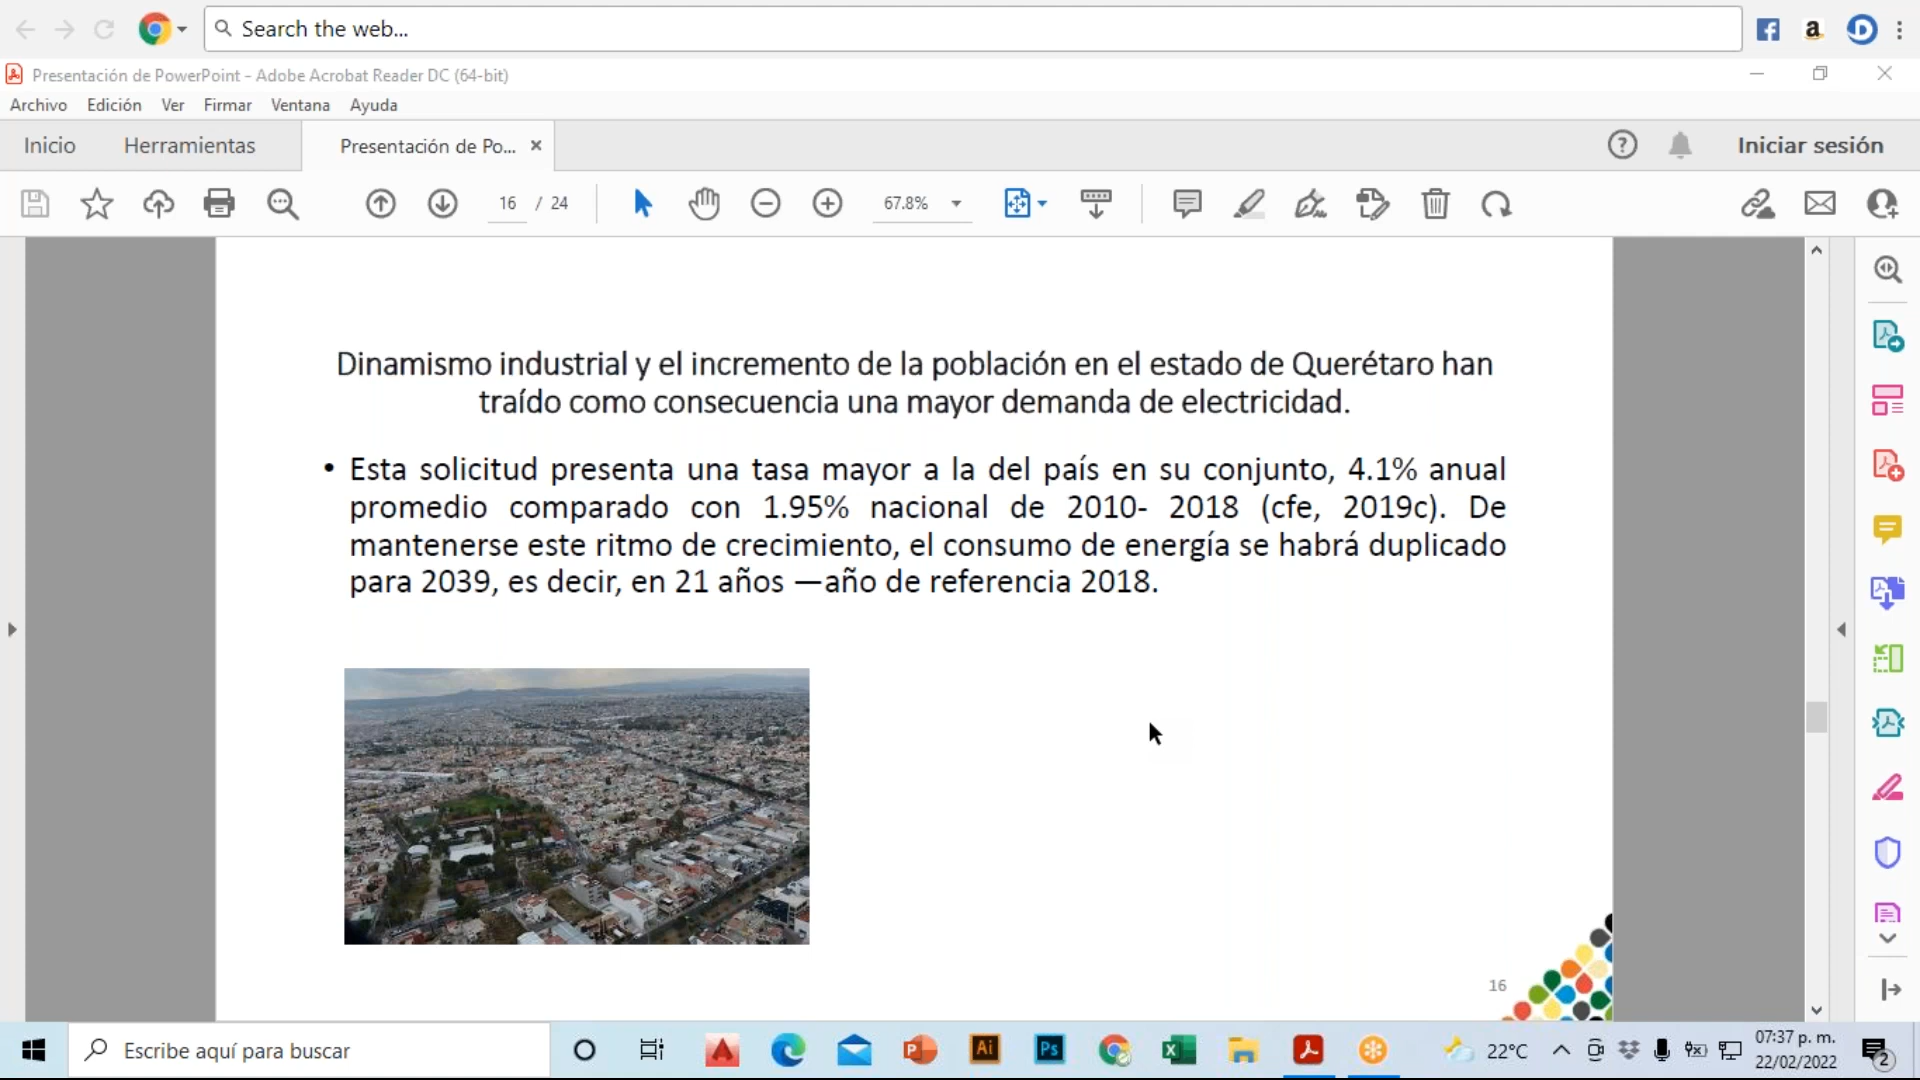 Search the web...
Presentación de PowerPoint - Adobe Acrobat Reader DC (64-bit)
Archivo Edición Ver Firmar Ventana Ayuda
Inicio Herramientas Presentación de Po... Iniciar sesión
16 / 24 67.8%
Dinamismo industrial y el incremento de la población en el estado de Querétaro han
traído como consecuencia una mayor demanda de electricidad.
• Esta solicitud presenta una tasa mayor a la del país en su conjunto, 4.1% anual
promedio comparado con 1.95% nacional de 2010- 2018 (cfe, 2019c). De
mantenerse este ritmo de crecimiento, el consumo de energía se habrá duplicado
para 2039, es decir, en 21 años —año de referencia 2018.
16
Escribe aquí para buscar
Ai
Ps
22°C
07:37 p. m.
22/02/2022
2